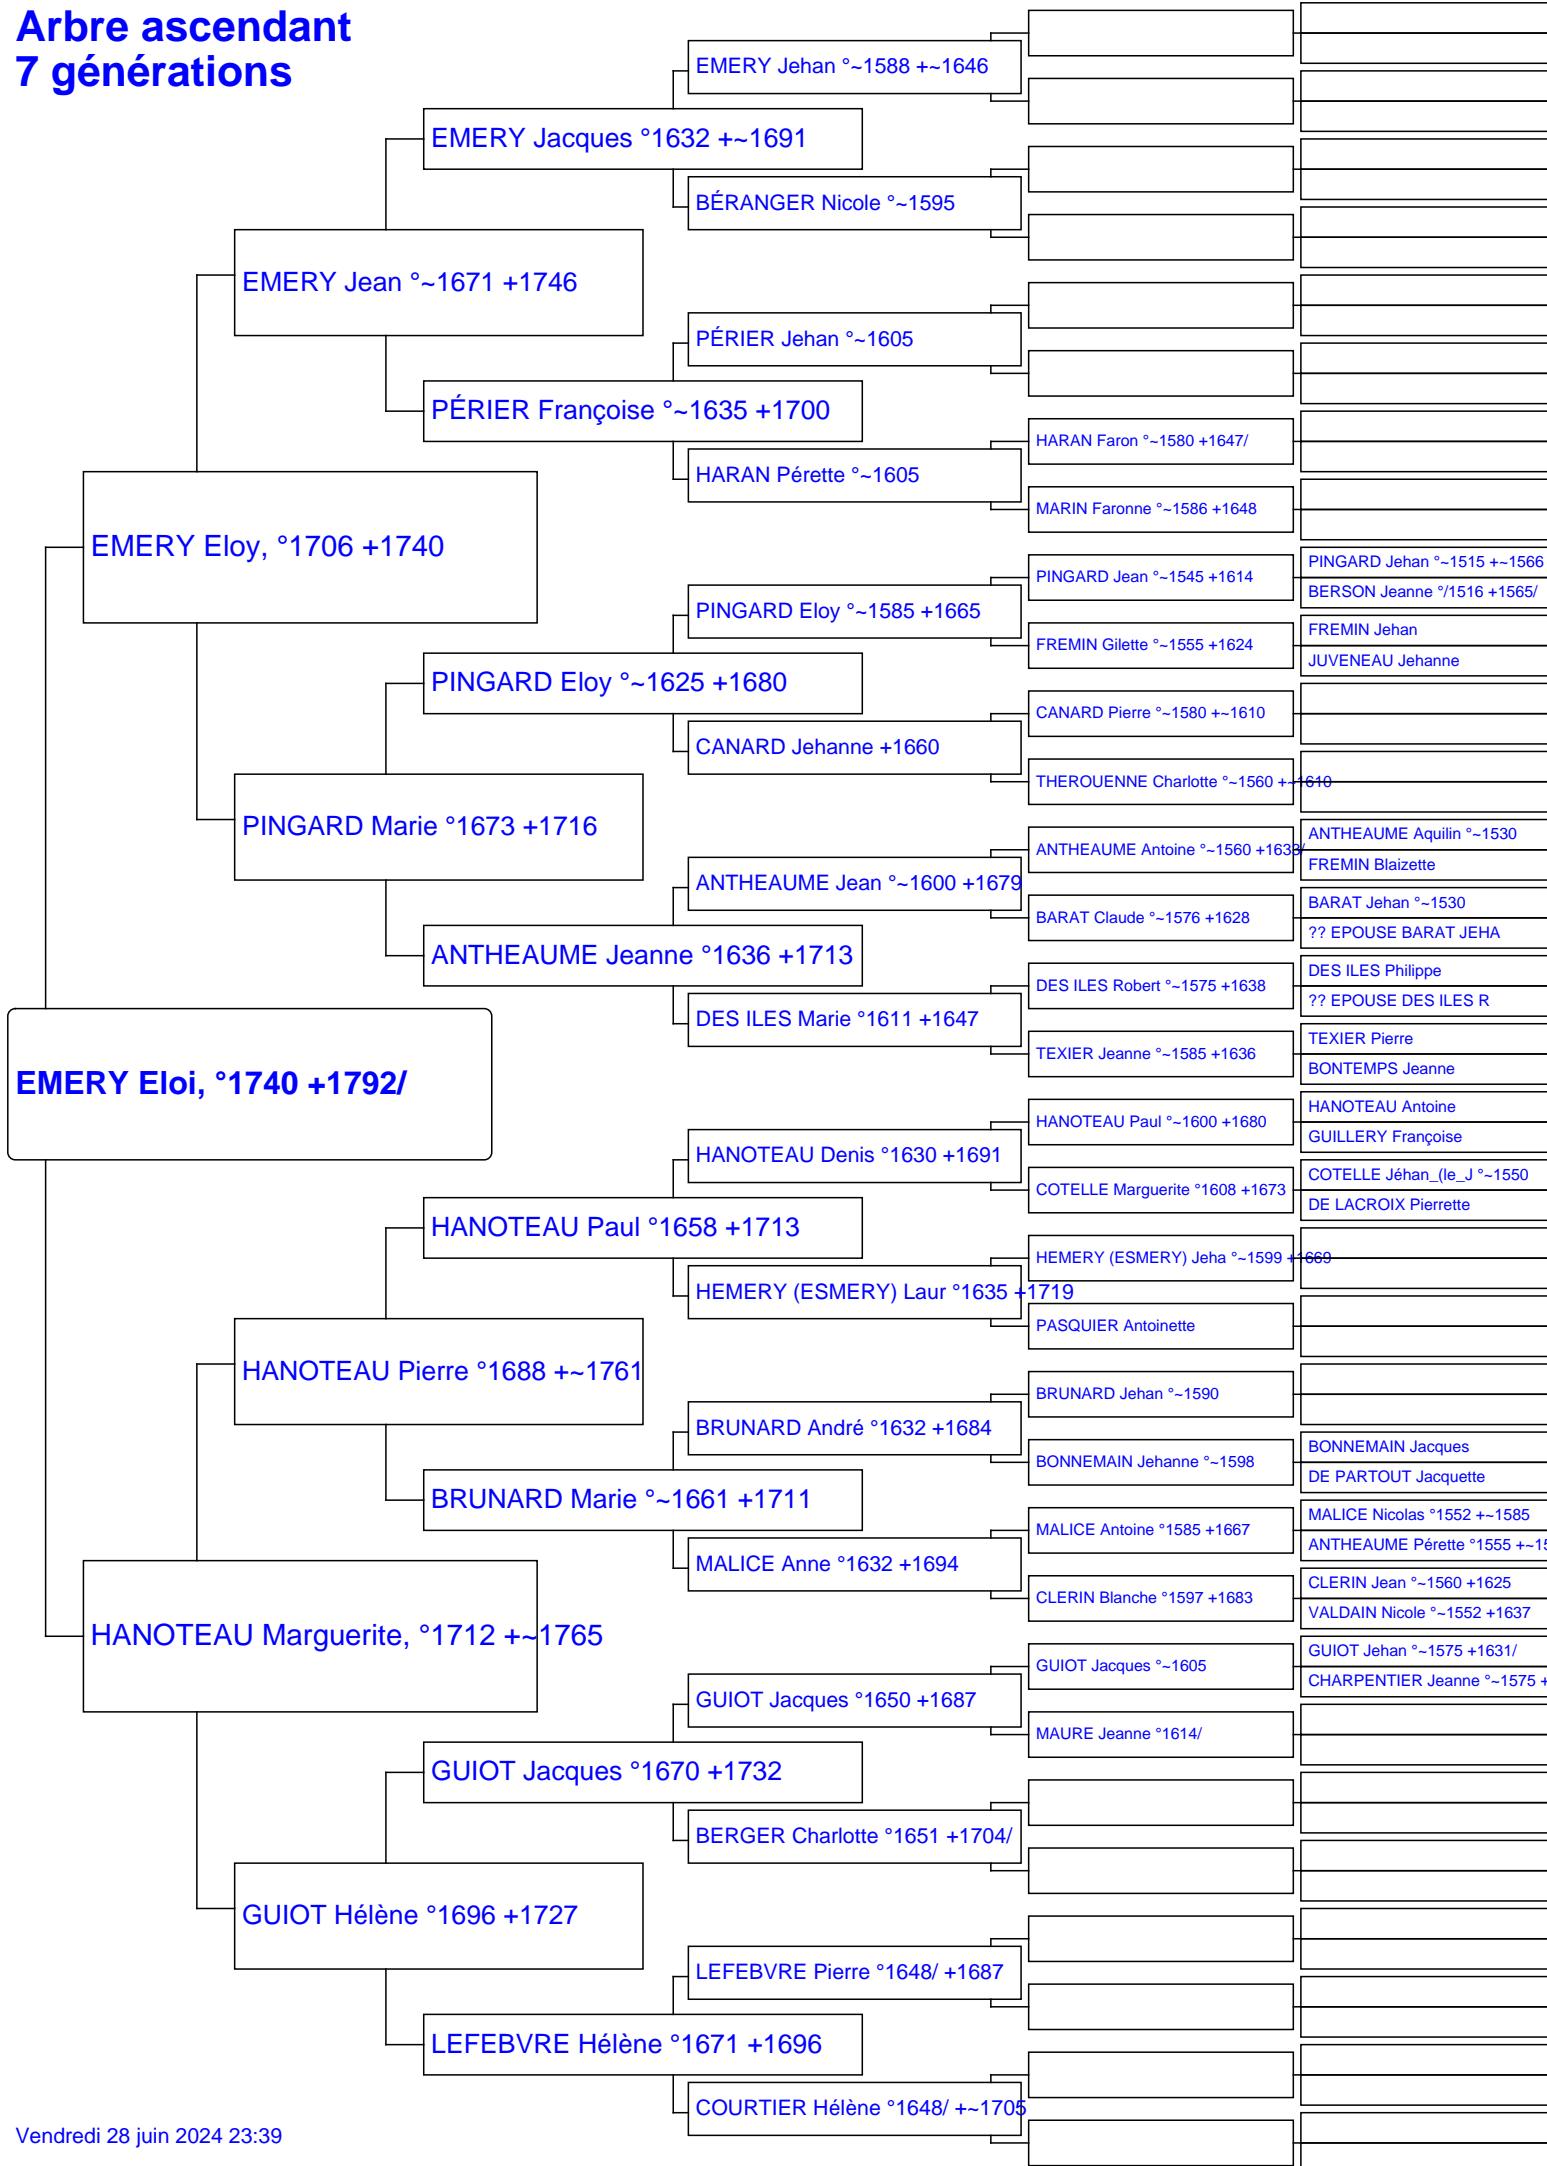 Arbre ascendant
7 générations
EMERY Eloi, °1740 +1792/
EMERY Eloy, °1706 +1740
HANOTEAU Marguerite, °1712 +~1765
EMERY Jean °~1671 +1746
PINGARD Marie °1673 +1716
HANOTEAU Pierre °1688 +~1761
GUIOT Hélène °1696 +1727
EMERY Jacques °1632 +~1691
PÉRIER Françoise °~1635 +1700
PINGARD Eloy °~1625 +1680
ANTHEAUME Jeanne °1636 +1713
HANOTEAU Paul °1658 +1713
BRUNARD Marie °~1661 +1711
GUIOT Jacques °1670 +1732
LEFEBVRE Hélène °1671 +1696
EMERY Jehan °~1588 +~1646
BÉRANGER Nicole °~1595
PÉRIER Jehan °~1605
HARAN Pérette °~1605
PINGARD Eloy °~1585 +1665
CANARD Jehanne +1660
ANTHEAUME Jean °~1600 +1679
DES ILES Marie °1611 +1647
HANOTEAU Denis °1630 +1691
HEMERY (ESMERY) Laur °1635 +1719
BRUNARD André °1632 +1684
MALICE Anne °1632 +1694
GUIOT Jacques °1650 +1687
BERGER Charlotte °1651 +1704/
LEFEBVRE Pierre °1648/ +1687
COURTIER Hélène °1648/ +~1705
HARAN Faron °~1580 +1647/
MARIN Faronne °~1586 +1648
PINGARD Jean °~1545 +1614
FREMIN Gilette °~1555 +1624
CANARD Pierre °~1580 +~1610
THEROUENNE Charlotte °~1560 +~1610
ANTHEAUME Antoine °~1560 +1633/
BARAT Claude °~1576 +1628
DES ILES Robert °~1575 +1638
TEXIER Jeanne °~1585 +1636
HANOTEAU Paul °~1600 +1680
COTELLE Marguerite °1608 +1673
HEMERY (ESMERY) Jeha °~1599 +1669
PASQUIER Antoinette
BRUNARD Jehan °~1590
BONNEMAIN Jehanne °~1598
MALICE Antoine °1585 +1667
CLERIN Blanche °1597 +1683
GUIOT Jacques °~1605
MAURE Jeanne °1614/
PINGARD Jehan °~1515 +~1566
BERSON Jeanne °/1516 +1565/
FREMIN Jehan
JUVENEAU Jehanne
ANTHEAUME Aquilin °~1530
FREMIN Blaizette
BARAT Jehan °~1530
?? EPOUSE BARAT JEHA
DES ILES Philippe
?? EPOUSE DES ILES R
TEXIER Pierre
BONTEMPS Jeanne
HANOTEAU Antoine
GUILLERY Françoise
COTELLE Jéhan_(le_J °~1550
DE LACROIX Pierrette
BONNEMAIN Jacques
DE PARTOUT Jacquette
MALICE Nicolas °1552 +~1585
ANTHEAUME Pérette °1555 +~15
CLERIN Jean °~1560 +1625
VALDAIN Nicole °~1552 +1637
GUIOT Jehan °~1575 +1631/
CHARPENTIER Jeanne °~1575 +
Vendredi 28 juin 2024 23:39